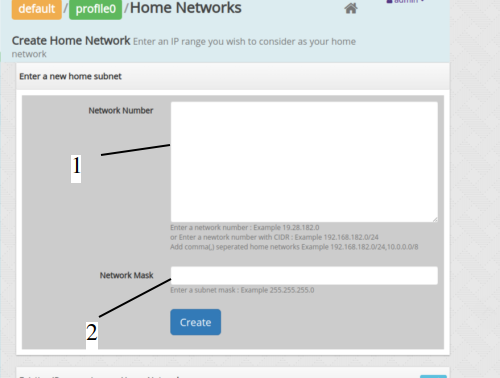 default / profile0 / Home Networks
admin
Create Home Network Enter an IP range you wish to consider as your home
network
Enter a new home subnet
Network Number
1
Enter a network number : Example 19.28.182.0
or Enter a newtork number with CIDR : Example 192.168.182.0/24
Add comma(,) seperated home networks Example 192.168.182.0/24,10.0.0.0/8
Network Mask
Enter a subnet mask : Example 255.255.255.0
2
Create